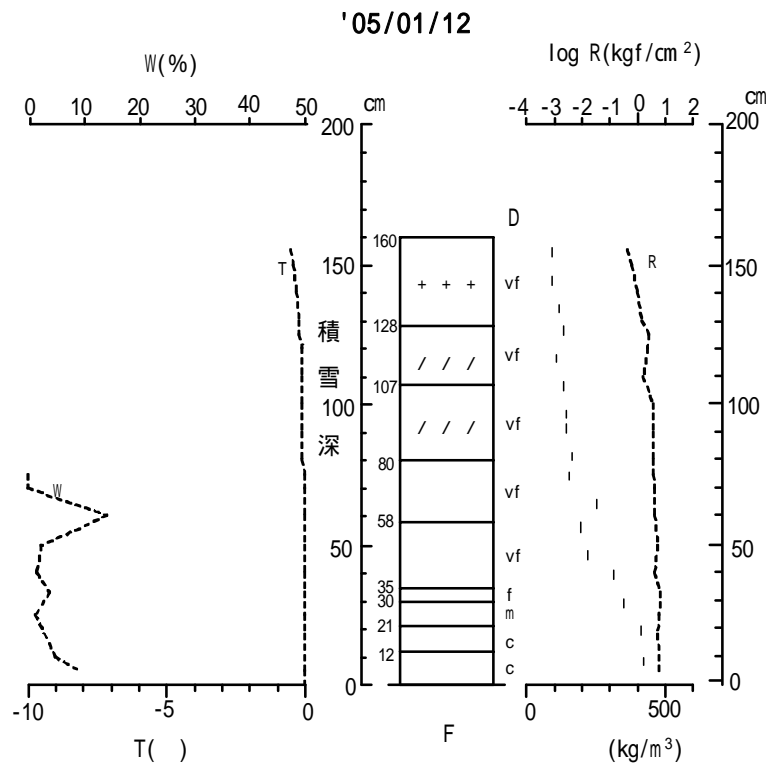 '05/01/12
W(%)
log R(kgf/cm²)
0 10 20 30 40 50
cm
-4 -3 -2 -1 0 1 2
cm
200
200
D
160
T
R
150
150
+ + +
vf
128
積
雪
深
/ / /
vf
107
100
100
/ / /
vf
80
W
vf
58
50
50
vf
35
f
30
m
21
c
12
c
0
0
-10 -5 0
0 500
F
T( )
(kg/m³)